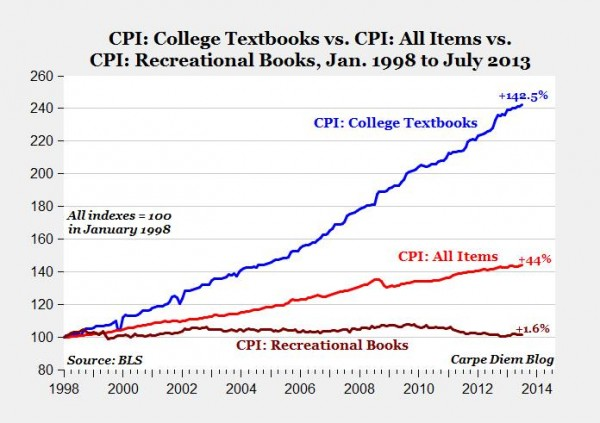 CPI: College Textbooks vs. CPI: All Items vs.
CPI: Recreational Books, Jan. 1998 to July 2013
260
240
220
200
180
160
140
120
100
80
+142.5%
CPI: College Textbooks
All indexes = 100
in January 1998
CPI: All Items
+44%
+1.6%
CPI: Recreational Books
Source: BLS
Carpe Diem Blog
1998
2000
2002
2004
2006
2008
2010
2012
2014